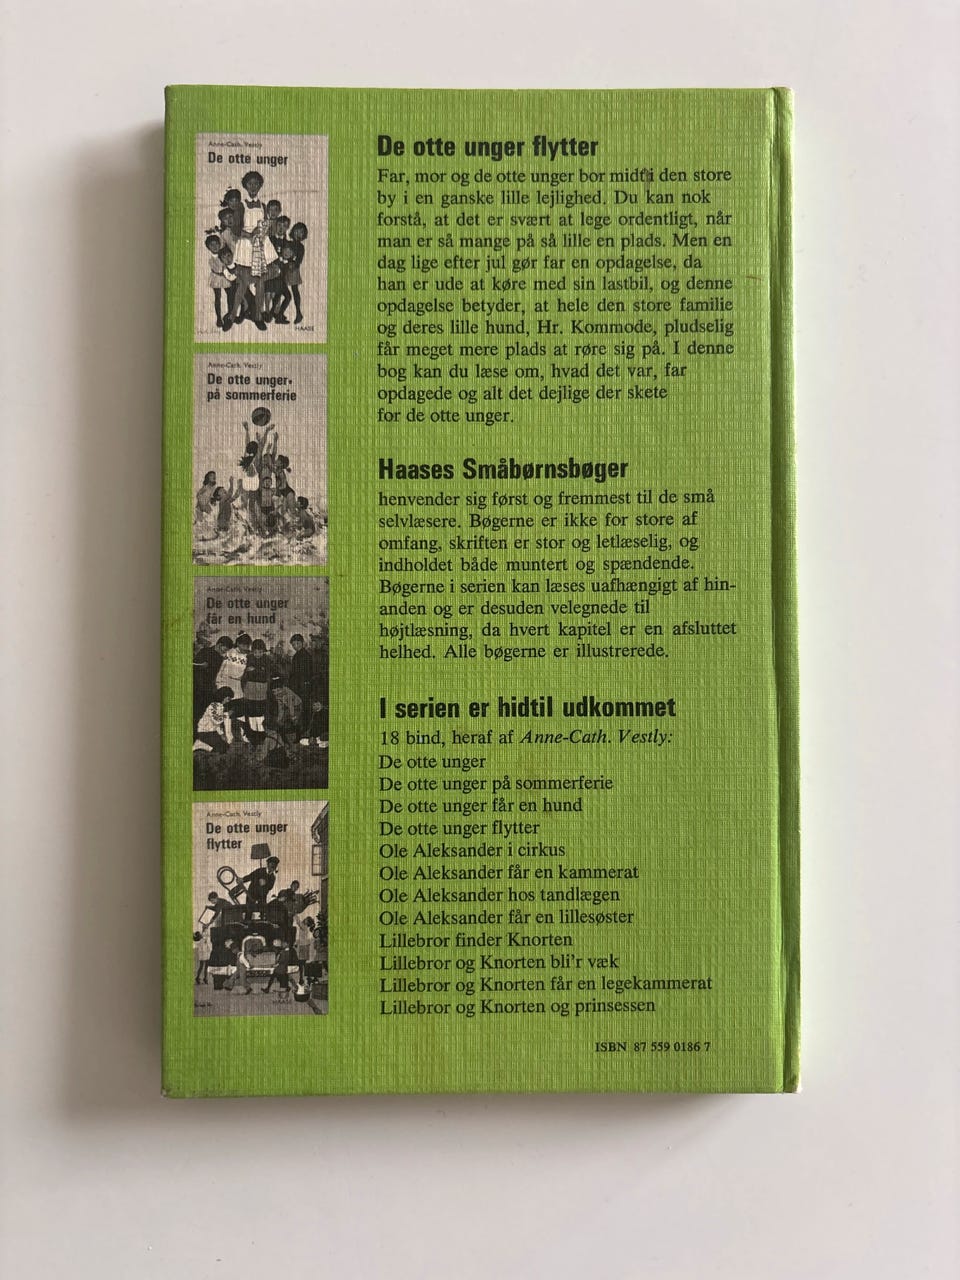 Anne-Cath. Vestly
De otte unger
HAASE
Anne-Cath. Vestly
De otte unger
på sommerferie
HAASE
Anne-Cath. Vestly
De otte unger
får en hund
Anne-Cath. Vestly
De otte unger
flytter
HAASE
De otte unger flytter
Far, mor og de otte unger bor midt i den store
by i en ganske lille lejlighed. Du kan nok
forstå, at det er svært at lege ordentligt, når
man er så mange på så lille en plads. Men en
dag lige efter jul gør far en opdagelse, da
han er ude at køre med sin lastbil, og denne
opdagelse betyder, at hele den store familie
og deres lille hund, Hr. Kommode, pludselig
får meget mere plads at røre sig på. I denne
bog kan du læse om, hvad det var, far
opdagede og alt det dejlige der skete
for de otte unger.
Haases Småbørnsbøger
henvender sig først og fremmest til de små
selvlæsere. Bøgerne er ikke for store af
omfang, skriften er stor og letlæselig, og
indholdet både muntert og spændende.
Bøgerne i serien kan læses uafhængigt af hin-
anden og er desuden velegnede til
højtlæsning, da hvert kapitel er en afsluttet
helhed. Alle bøgerne er illustrerede.
I serien er hidtil udkommet
18 bind, heraf af Anne-Cath. Vestly:
De otte unger
De otte unger på sommerferie
De otte unger får en hund
De otte unger flytter
Ole Aleksander i cirkus
Ole Aleksander får en kammerat
Ole Aleksander hos tandlægen
Ole Aleksander får en lillesøster
Lillebror finder Knorten
Lillebror og Knorten bli'r væk
Lillebror og Knorten får en legekammerat
Lillebror og Knorten og prinsessen
ISBN 87 559 0186 7